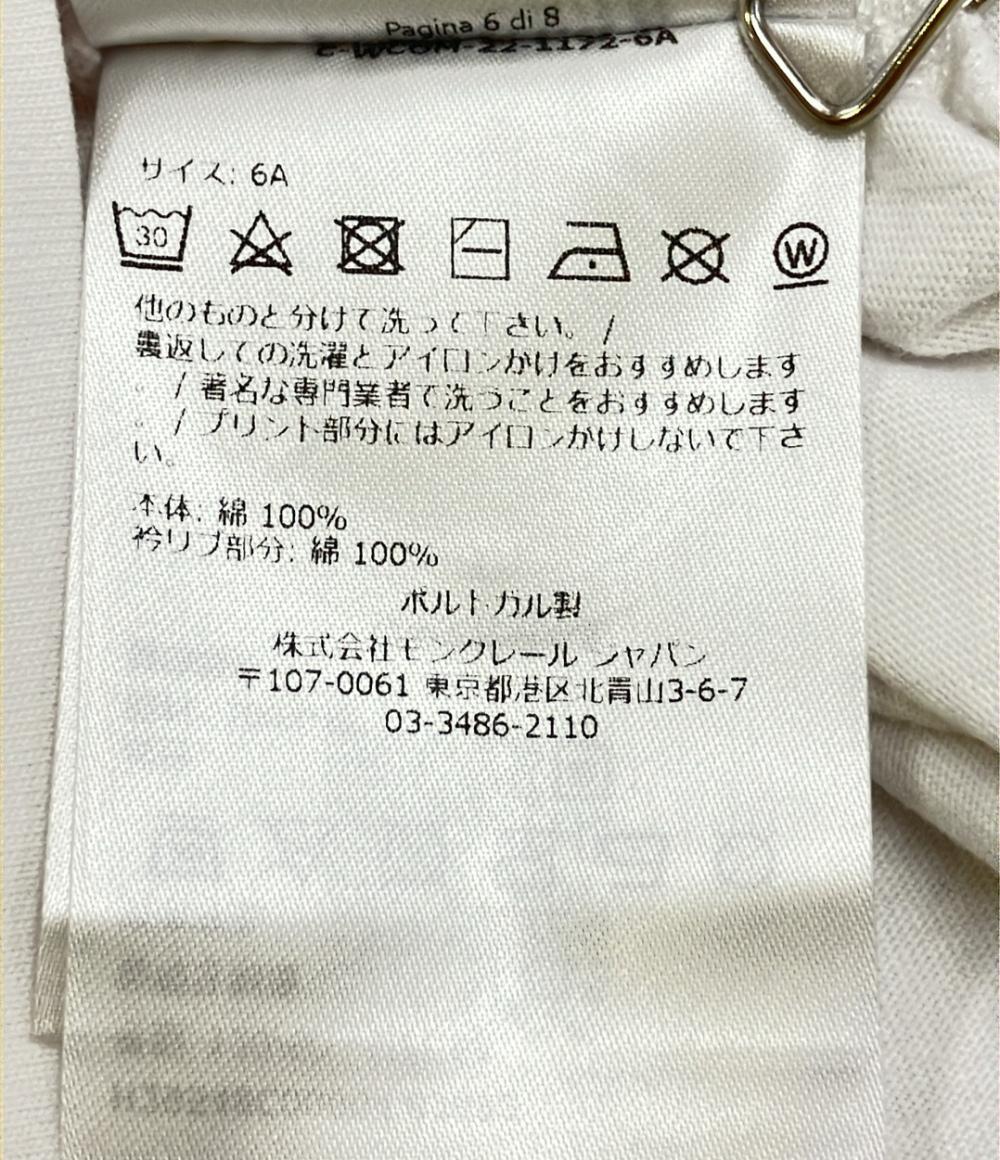 Pagina 6 di 8
C-WCOM-22-1172-6A
サイズ: 6A
30
W
他のものと分けて洗って下さい。 /
裏返しての洗濯とアイロンがけをおすすめします
。 / 著名な専門業者で洗うことをおすすめします
。 / プリント部分にはアイロンがけしないで下さ
い。
本体: 綿 100%
衿リブ部分: 綿 100%
ポルトガル製
株式会社モンクレール ジャパン
〒107-0061 東京都港区北青山3-6-7
03-3486-2110